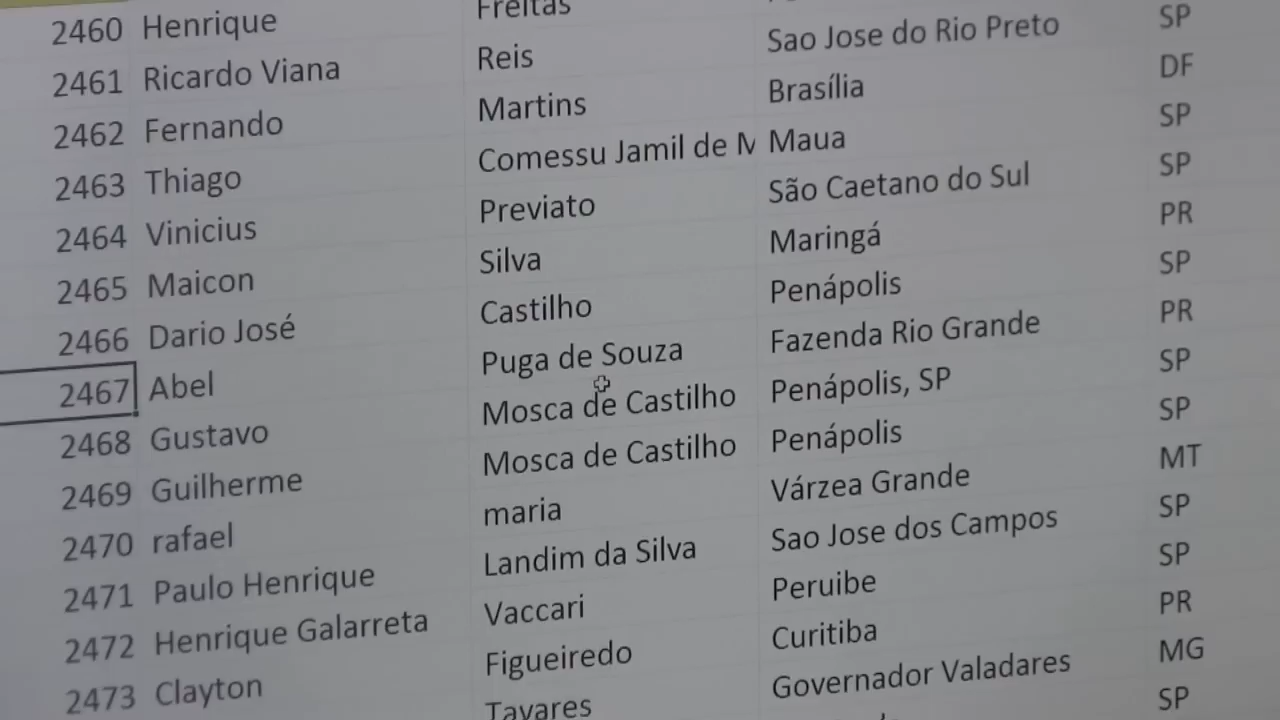 2460 Henrique Freitas
2461 Ricardo Viana Reis Sao Jose do Rio Preto SP
2462 Fernando Martins Brasília DF
2463 Thiago Comessu Jamil de M Maua SP
2464 Vinicius Previato São Caetano do Sul SP
2465 Maicon Silva Maringá PR
2466 Dario José Castilho Penápolis SP
2467 Abel Puga de Souza Fazenda Rio Grande PR
2468 Gustavo Mosca de Castilho Penápolis, SP SP
2469 Guilherme Mosca de Castilho Penápolis SP
2470 rafael maria Várzea Grande MT
2471 Paulo Henrique Landim da Silva Sao Jose dos Campos SP
2472 Henrique Galarreta Vaccari Peruibe SP
2473 Clayton Figueiredo Curitiba PR
Tavares Governador Valadares MG
SP